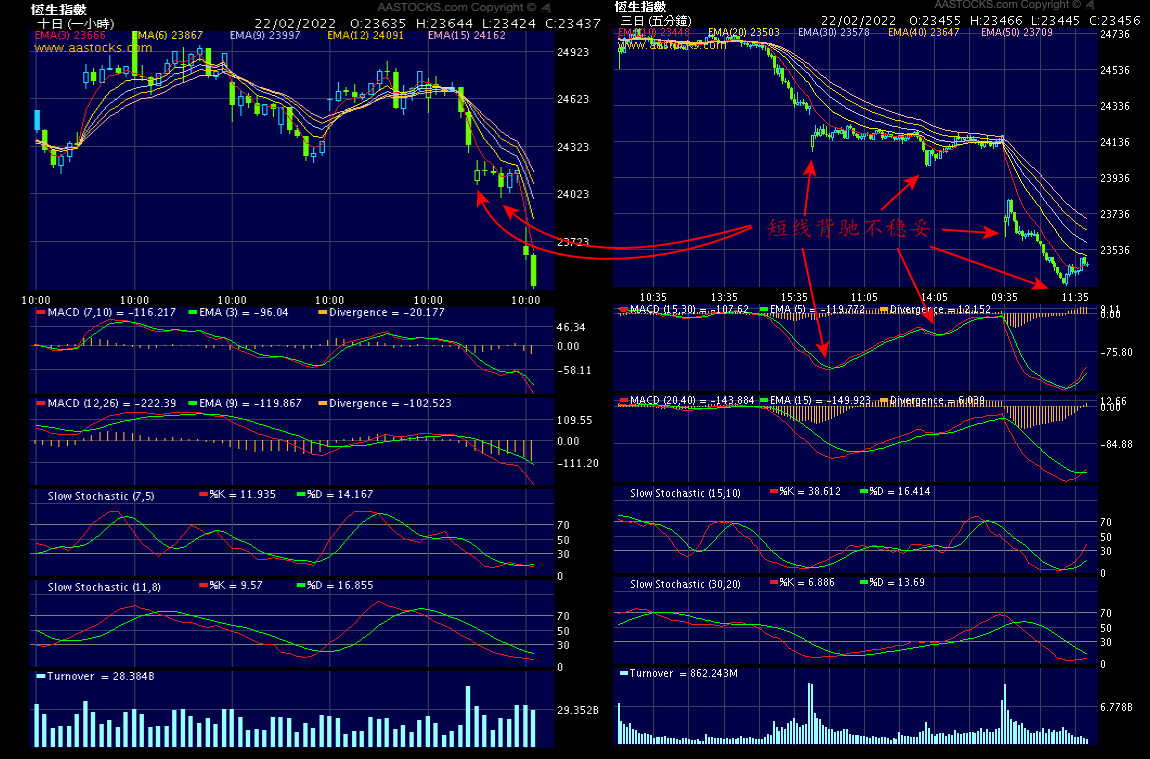 AASTOCKS.com Copyright ©
恆生指數
十日 (一小時)
22/02/2022 O:23635 H:23644 L:23424 C:23437
EMA(3) 23666 EMA(6) 23867 EMA(9) 23997 EMA(12) 24091 EMA(15) 24162
www.aastocks.com
24923
24623
24323
24023
23723
10:00 10:00 10:00 10:00 10:00 10:00
MACD (7,10) = -116.217 EMA (3) = -96.04 Divergence = -20.177
46.34
0.00
-58.11
MACD (12,26) = -222.39 EMA (9) = -119.867 Divergence = -102.523
109.55
0.00
-111.20
Slow Stochastic (7,5) %K = 11.935 %D = 14.167
70
50
30
0
Slow Stochastic (11,8) %K = 9.57 %D = 16.855
70
50
30
0
Turnover = 28.384B
29.352B
AASTOCKS.com Copyright ©
恆生指數
三日 (五分鐘)
22/02/2022 O:23455 H:23466 L:23445 C:23456
EMA(10) 23448 EMA(20) 23503 EMA(30) 23578 EMA(40) 23647 EMA(50) 23709
www.aastocks.com
24736
24536
24336
24136
23936
23736
23536
短线背驰不稳妥
10:35 13:35 15:35 11:05 14:05 09:35 11:35
MACD (15,30) = -107.62 EMA (5) = -119.772 Divergence = 12.152
0.00
-75.80
MACD (20,40) = -143.884 EMA (15) = -149.923 Divergence = 6.039
12.66
0.00
-84.88
Slow Stochastic (15,10) %K = 38.612 %D = 16.414
70
50
30
0
Slow Stochastic (30,20) %K = 6.886 %D = 13.69
70
50
30
0
Turnover = 862.243M
6.778B